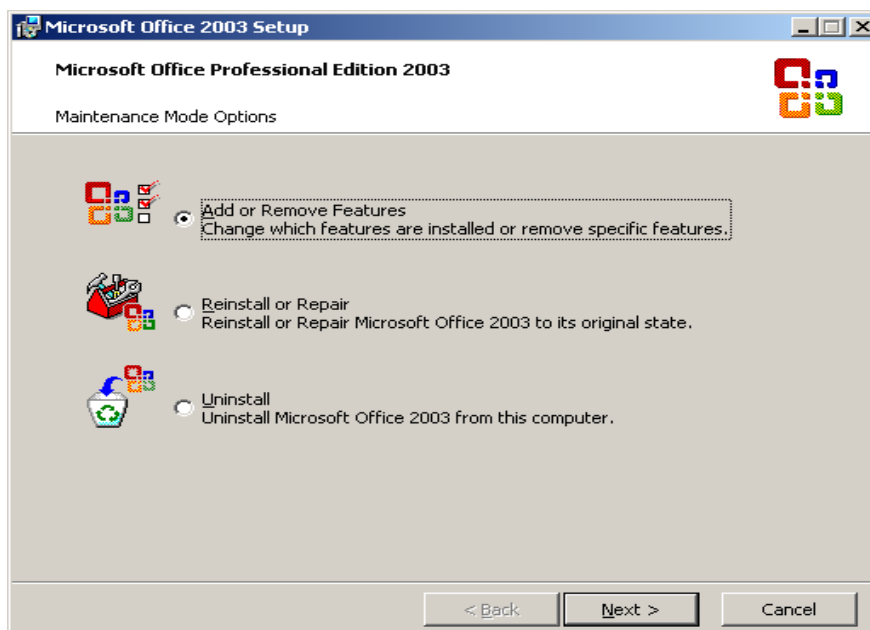 Microsoft Office 2003 Setup
Microsoft Office Professional Edition 2003
Maintenance Mode Options
Add or Remove Features
Change which features are installed or remove specific features.
Reinstall or Repair
Reinstall or Repair Microsoft Office 2003 to its original state.
Uninstall
Uninstall Microsoft Office 2003 from this computer.
< Back Next > Cancel